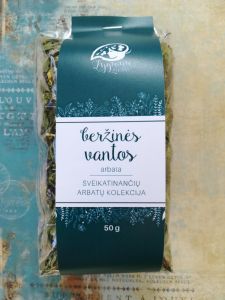 beržinės
vantos
arbata
SVEIKATINANČIŲ
ARBATŲ KOLEKCIJA
50 g